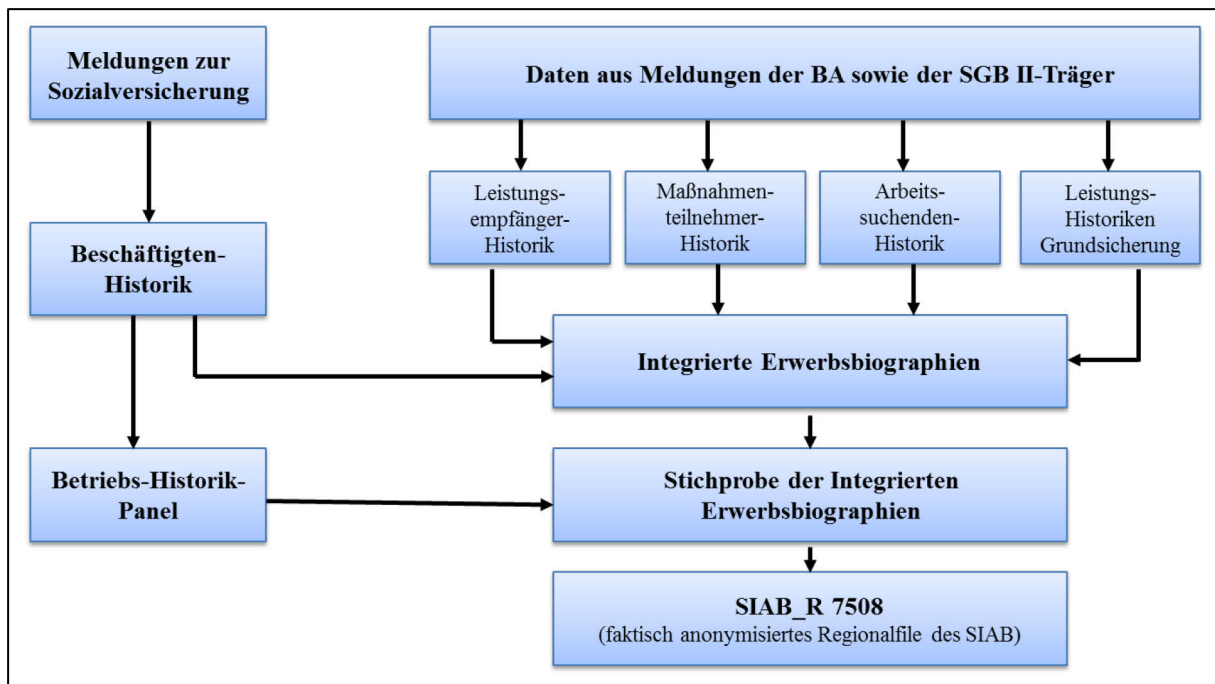 Meldungen zur
Sozialversicherung
Daten aus Meldungen der BA sowie der SGB II-Träger
Leistungs-
empfänger-
Historik
Maßnahmen-
teilnehmer-
Historik
Arbeits-
suchenden-
Historik
Leistungs-
Historiken
Grundsicherung
Beschäftigten-
Historik
Integrierte Erwerbsbiographien
Betriebs-Historik-
Panel
Stichprobe der Integrierten
Erwerbsbiographien
SIAB_R 7508
(faktisch anonymisiertes Regionalfile des SIAB)